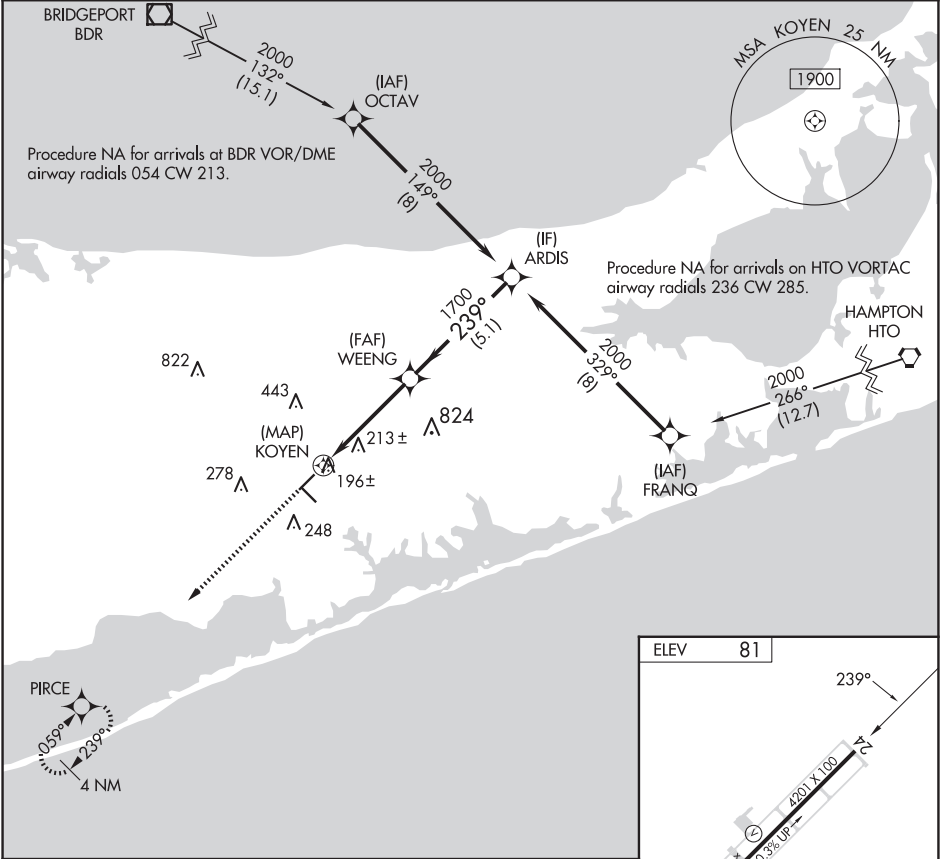 BRIDGEPORT
BDR
2000
132°
(15.1)
(IAF)
OCTAV
MSA KOYEN 25 NM
1900
Procedure NA for arrivals at BDR VOR/DME
airway radials 054 CW 213.
2000
149°
(8)
(IF)
ARDIS
Procedure NA for arrivals on HTO VORTAC
airway radials 236 CW 285.
HAMPTON
HTO
1700
239°
(5.1)
(FAF)
WEENG
2000
329°
(8)
2000
266°
(12.7)
822
443
824
213±
(MAP)
KOYEN
278
196±
248
(IAF)
FRANQ
PIRCE
059°
239°
4 NM
ELEV 81
239°
24
4201 X 100
V
0.3% UP